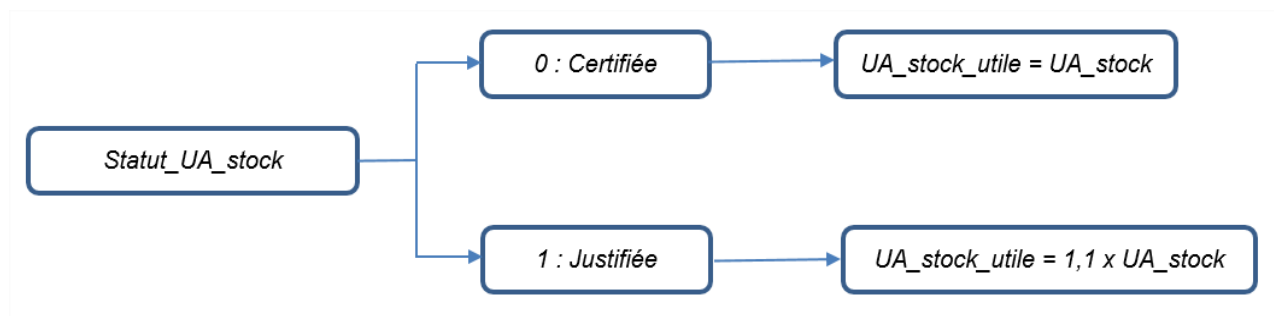 0 : Certifiée
UA_stock_utile = UA_stock
Statut_UA_stock
1 : Justifiée
UA_stock_utile = 1,1 x UA_stock